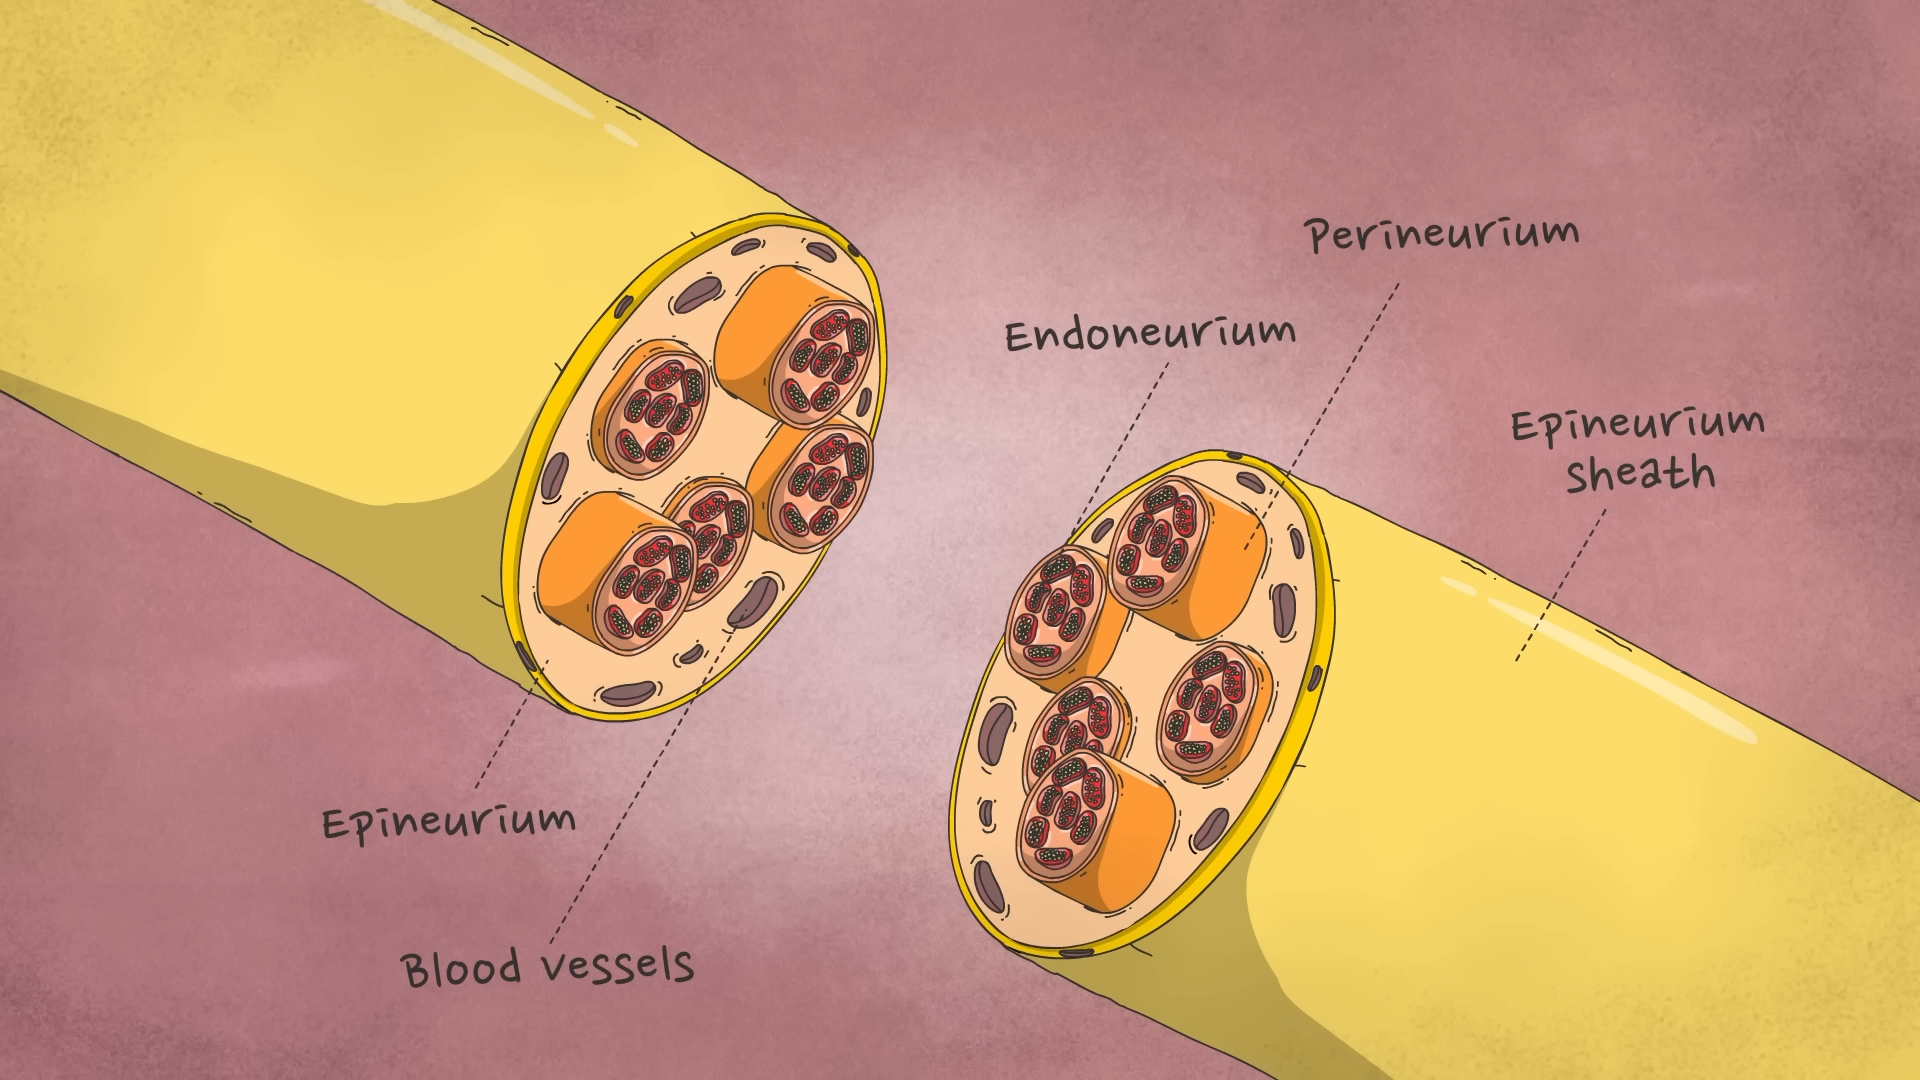 Perineurium
Endoneurium
Epineurium
sheath
Epineurium
Blood vessels